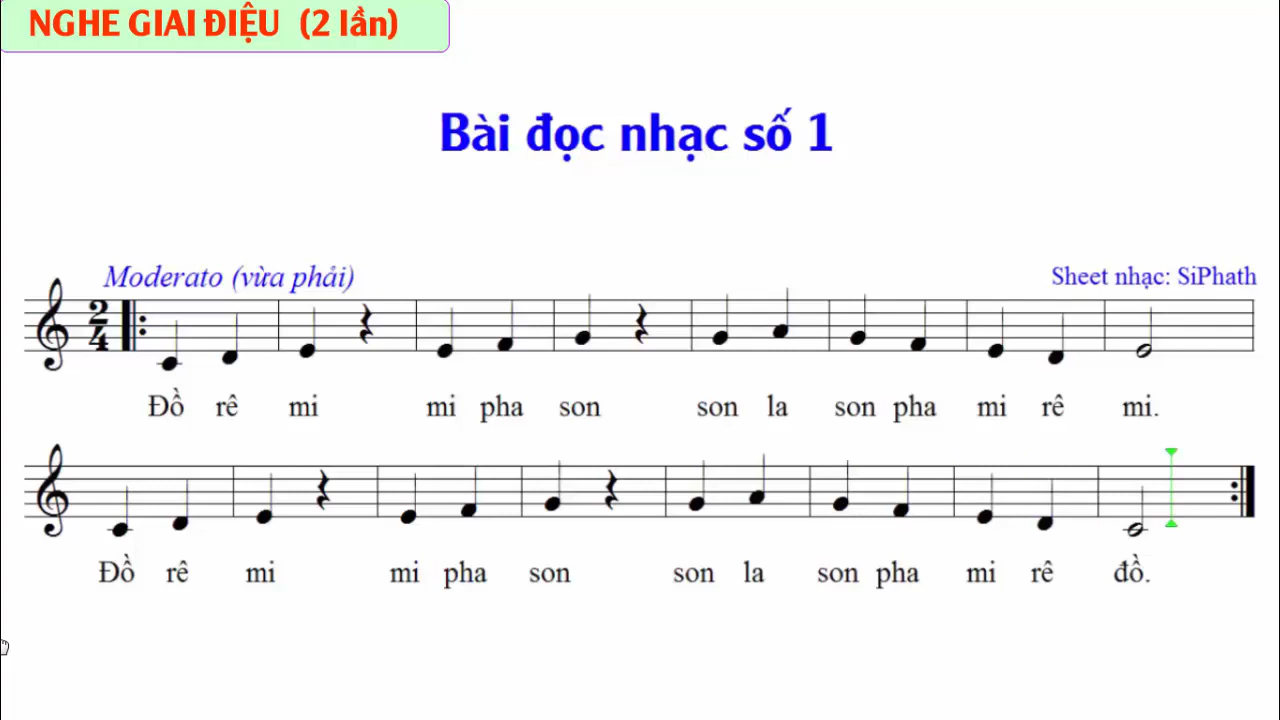 NGHE GIAI ĐIỆU (2 lần)
Bài đọc nhạc số 1
Moderato (vừa phải)
Sheet nhạc: SiPhath
2
4
Đồ rê mi mi pha son son la son pha mi rê mi.
Đồ rê mi mi pha son son la son pha mi rê đồ.